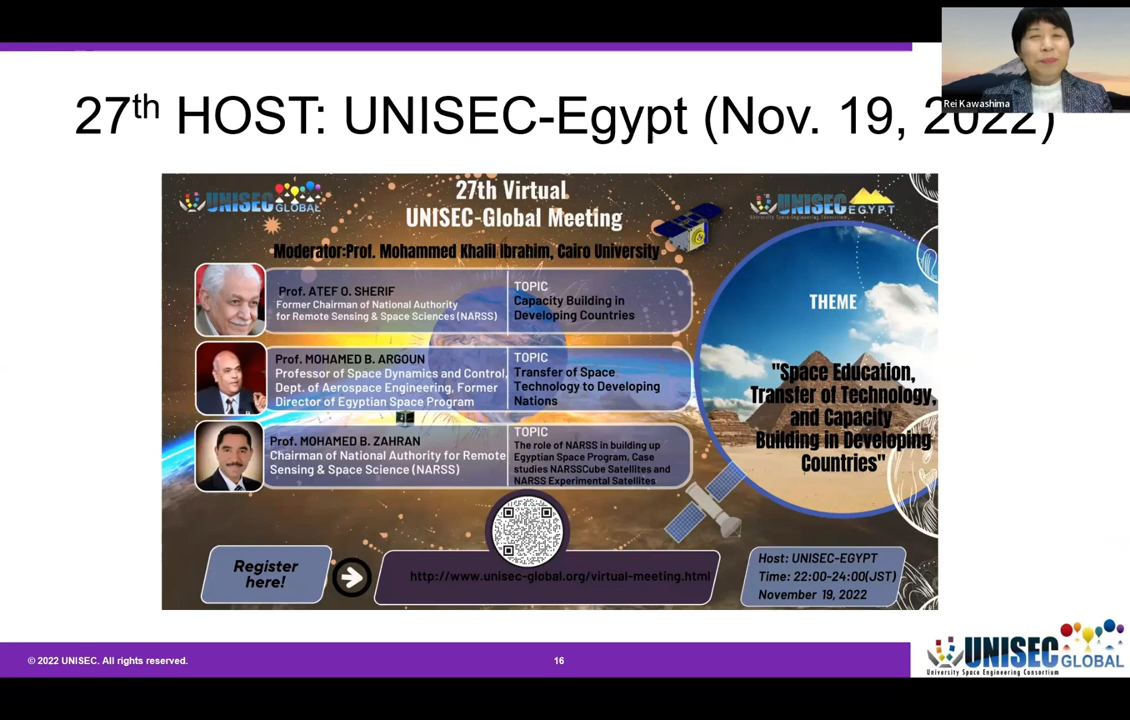 Rei Kawashima
27th HOST: UNISEC-Egypt (Nov. 19, 2022)
UNISEC GLOBAL
27th Virtual
UNISEC-Global Meeting
UNISEC EGYPT
University Space Engineering Consortium
Moderator:Prof. Mohammed Khalil Ibrahim, Cairo University
Prof. ATEF O. SHERIF
Former Chairman of National Authority
for Remote Sensing & Space Sciences (NARSS)
TOPIC
Capacity Building in
Developing Countries
Prof. MOHAMED B. ARGOUN
Professor of Space Dynamics and Control,
Dept. of Aerospace Engineering, Former
Director of Egyptian Space Program
TOPIC
Transfer of Space
Technology to Developing
Nations
Prof. MOHAMED B. ZAHRAN
Chairman of National Authority for Remote
Sensing & Space Science (NARSS)
TOPIC
The role of NARSS in building up
Egyptian Space Program, Case
studies NARSSCube Satellites and
NARSS Experimental Satellites
THEME
"Space Education,
Transfer of Technology,
and Capacity
Building in Developing
Countries"
Register
here!
http://www.unisec-global.org/virtual-meeting.html
Host: UNISEC-EGYPT
Time: 22:00-24:00(JST)
November 19, 2022
© 2022 UNISEC. All rights reserved.
16
UNISEC GLOBAL
University Space Engineering Consortium